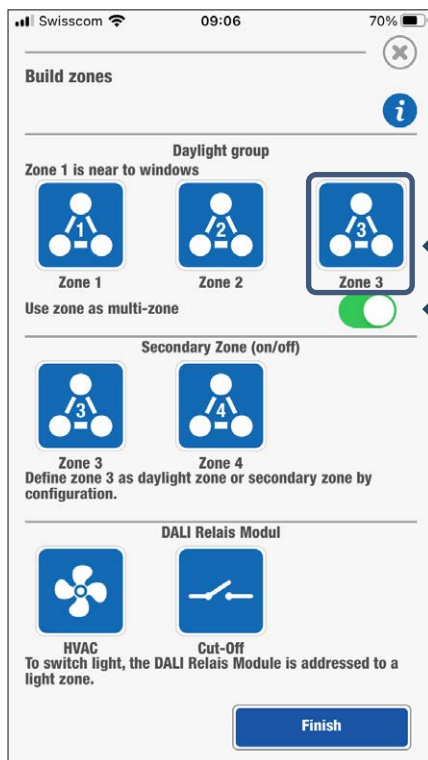 Swisscom 09:06 70%
Build zones
i
Daylight group
Zone 1 is near to windows
1 2 3
Zone 1 Zone 2 Zone 3
Use zone as multi-zone
Secondary Zone (on/off)
3 4
Zone 3 Zone 4
Define zone 3 as daylight zone or secondary zone by
configuration.
DALI Relais Modul
HVAC Cut-Off
To switch light, the DALI Relais Module is addressed to a
light zone.
Finish